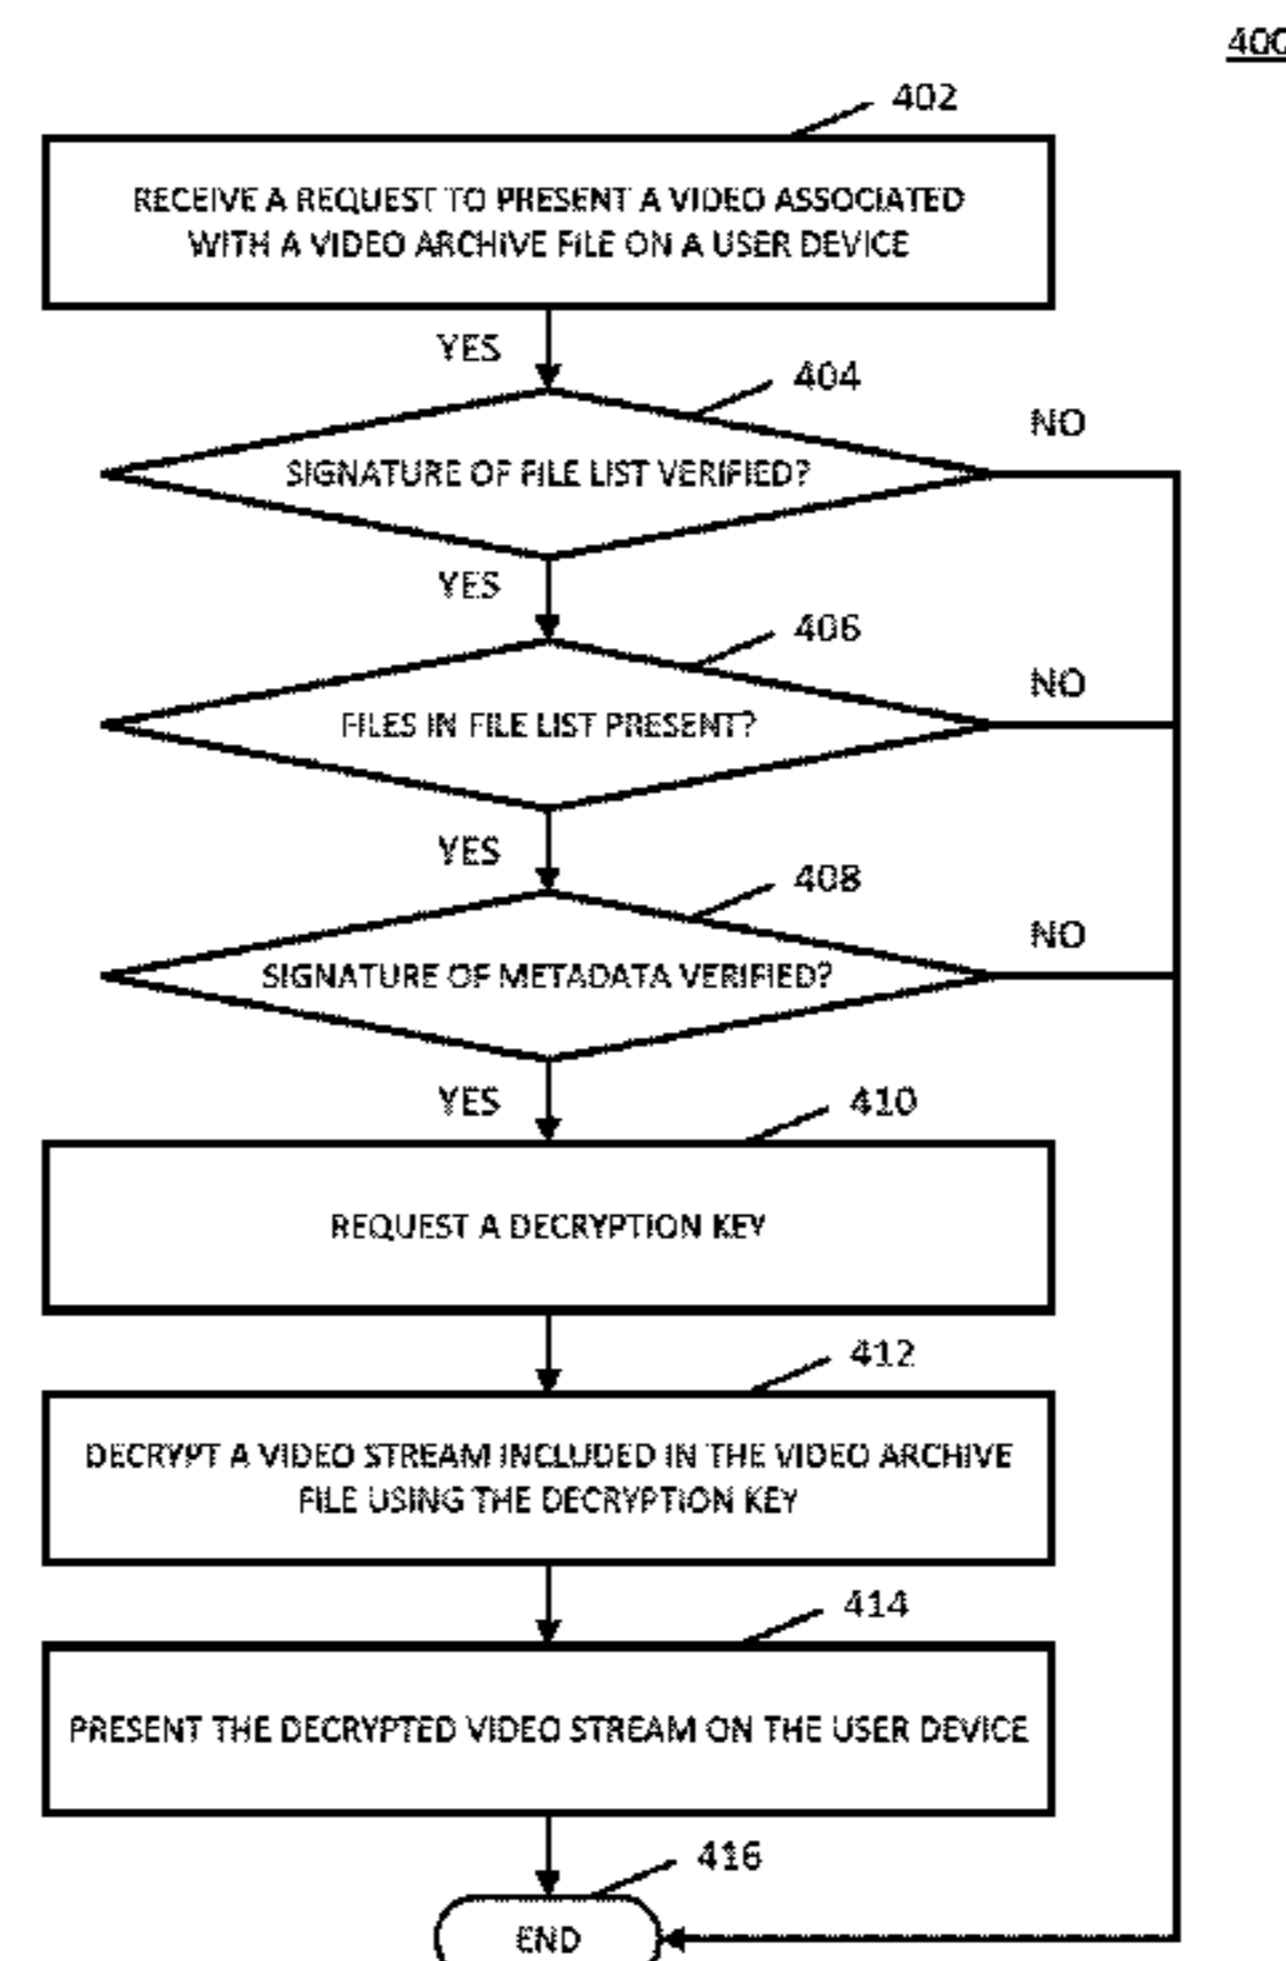 400
402
RECEIVE A REQUEST TO PRESENT A VIDEO ASSOCIATED
WITH A VIDEO ARCHIVE FILE ON A USER DEVICE
YES
404
NO
SIGNATURE OF FILE LIST VERIFIED?
YES
406
NO
FILES IN FILE LIST PRESENT?
YES
408
NO
SIGNATURE OF METADATA VERIFIED?
YES
410
REQUEST A DECRYPTION KEY
412
DECRYPT A VIDEO STREAM INCLUDED IN THE VIDEO ARCHIVE
FILE USING THE DECRYPTION KEY
414
PRESENT THE DECRYPTED VIDEO STREAM ON THE USER DEVICE
416
END